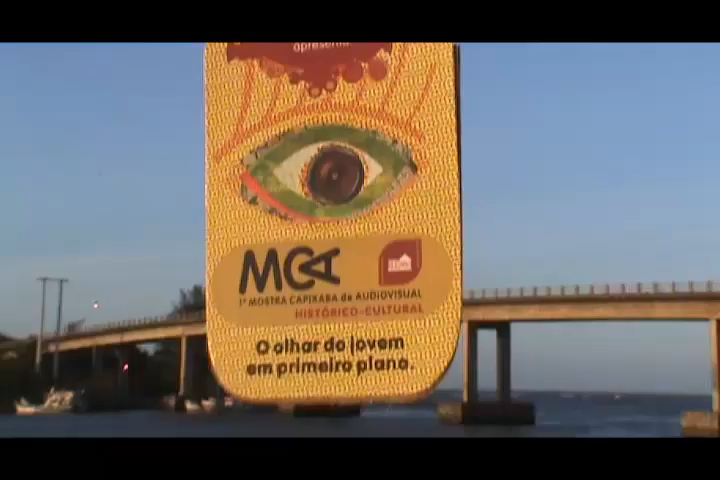 apresenta
MCA
1ª MOSTRA CAPIXABA de AUDIOVISUAL
HISTÓRICO-CULTURAL
O olhar do jovem
em primeiro plano.